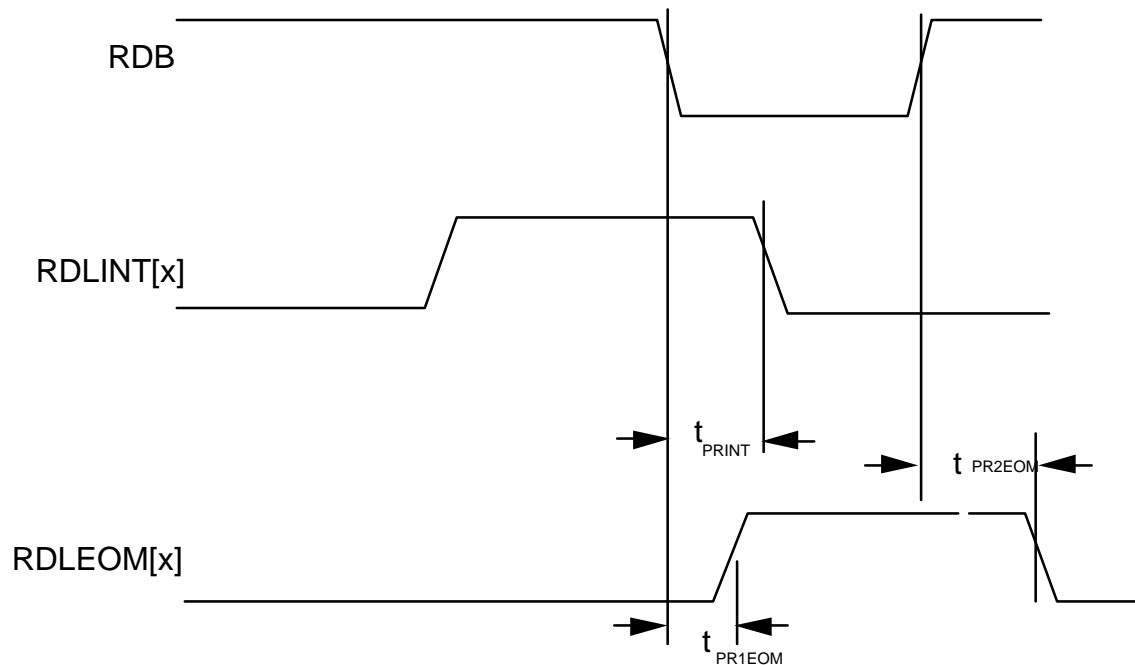 RDB
RDLINT[x]
tPRINT
t PR2EOM
RDLEOM[x]
tPR1EOM